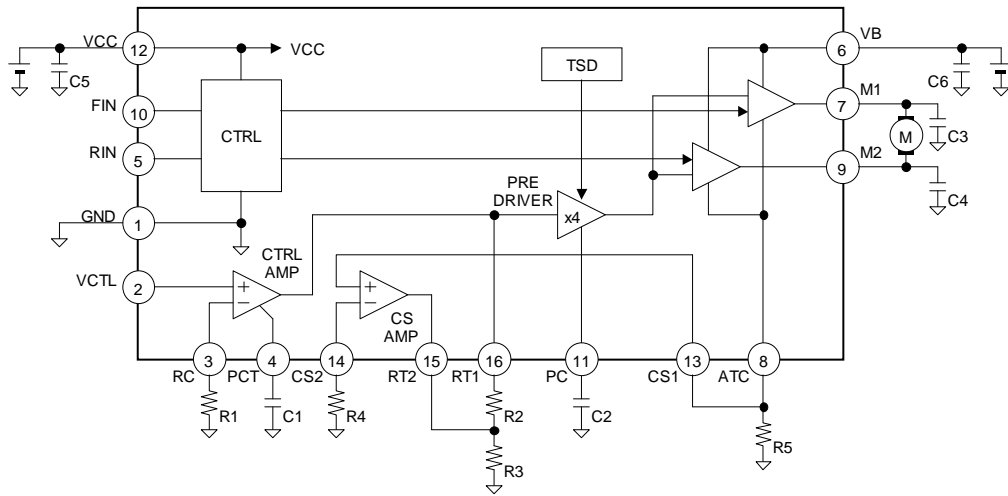 VCC 12 VCC VB 6
C5 TSD C6
FIN 10 CTRL M1 7
C3
M
RIN 5 M2 9
PRE
DRIVER
C4
GND 1 x4
CTRL
AMP
VCTL 2 + −
+ −
CS
AMP
3 4 14 15 16 11 13 8
RC PCT CS2 RT2 RT1 PC CS1 ATC
R1 C1 R4 R2 C2
R3 R5